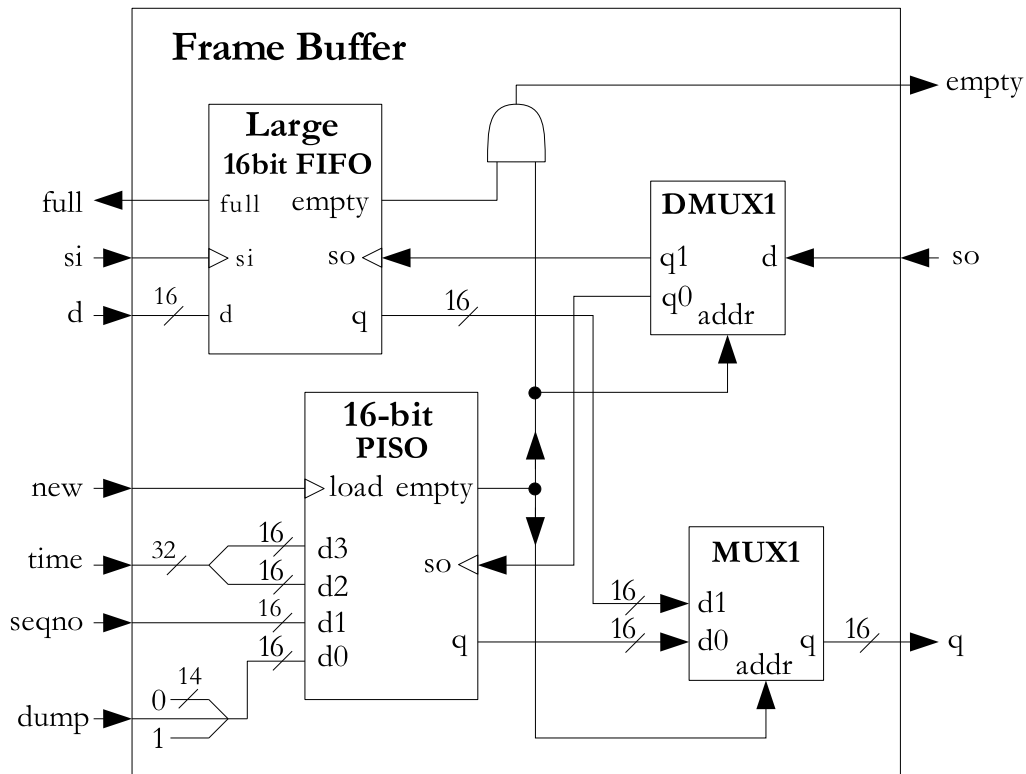 Frame Buffer
empty
Large
16bit FIFO
full
full
empty
si
si
so
d
16
d
q
16
DMUX1
q1
d
so
q0
addr
16-bit
PISO
new
load
empty
time
32
16
d3
16
d2
so
seqno
16
d1
16
d0
q
dump
0
14
1
MUX1
16
d1
16
d0
q
16
q
addr